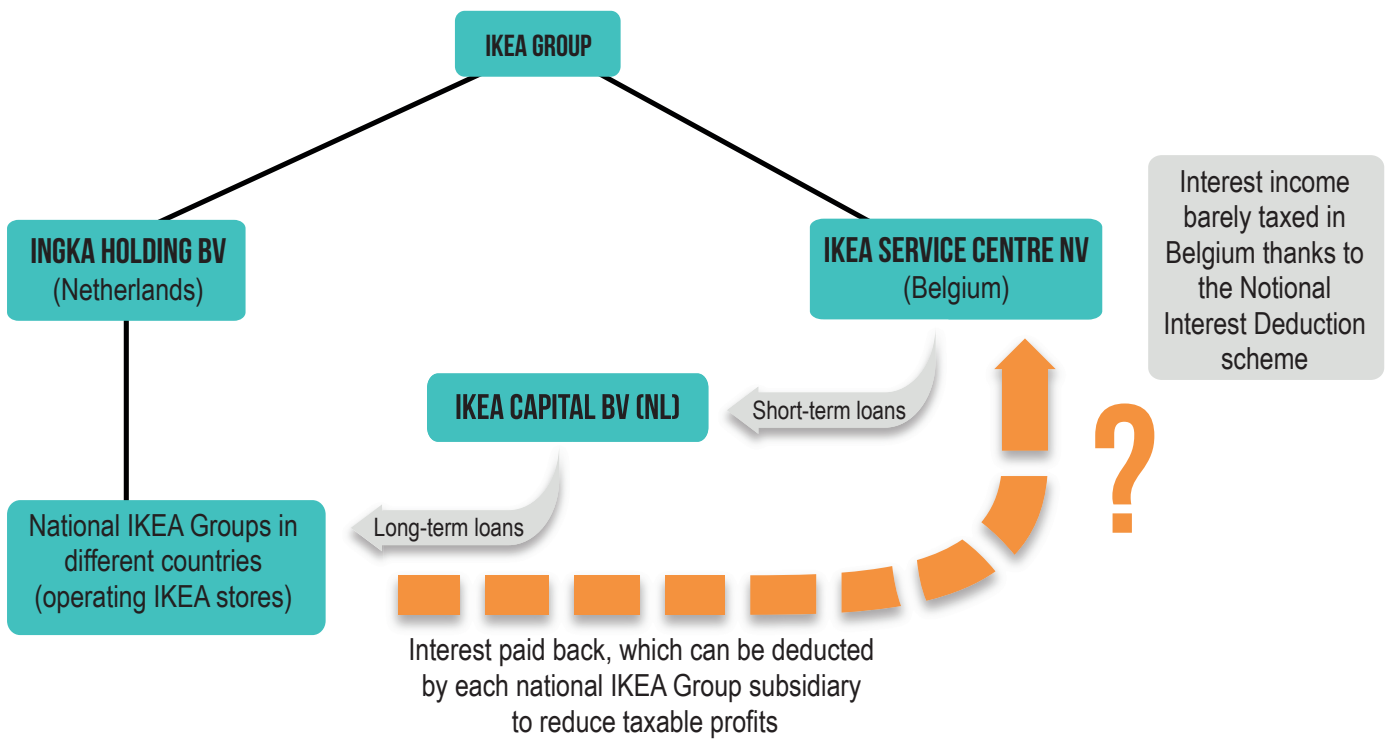 IKEA GROUP
INGKA HOLDING BV
(Netherlands)
IKEA SERVICE CENTRE NV
(Belgium)
Interest income
barely taxed in
Belgium thanks to
the Notional
Interest Deduction
scheme
IKEA CAPITAL BV (NL)
Short-term loans
?
National IKEA Groups in
different countries
(operating IKEA stores)
Long-term loans
Interest paid back, which can be deducted
by each national IKEA Group subsidiary
to reduce taxable profits